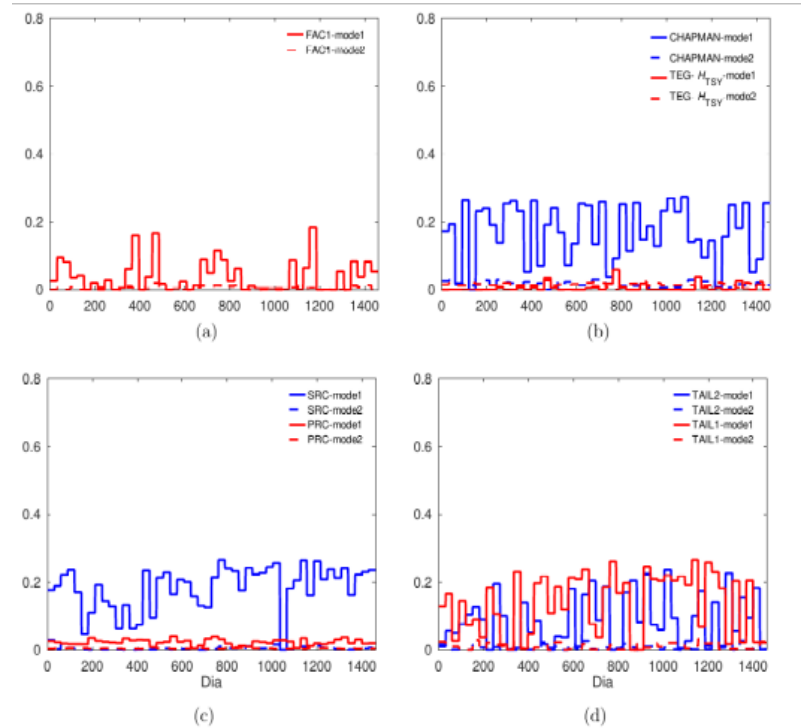 0.8
0.6
0.4
0.2
0
0 200 400 600 800 1000 1200 1400
FAC1-mode1
FAC1-mode2
(a)
0.8
0.6
0.4
0.2
0
0 200 400 600 800 1000 1200 1400
CHAPMAN-mode1
CHAPMAN-mode2
TEG- H_TSY-mode1
TEG H_TSY-mode2
(b)
0.8
0.6
0.4
0.2
0
0 200 400 600 800 1000 1200 1400
SRC-mode1
SRC-mode2
PRC-mode1
PRC-mode2
Dia
(c)
0.8
0.6
0.4
0.2
0
0 200 400 600 800 1000 1200 1400
TAIL2-mode1
TAIL2-mode2
TAIL1-mode1
TAIL1-mode2
Dia
(d)